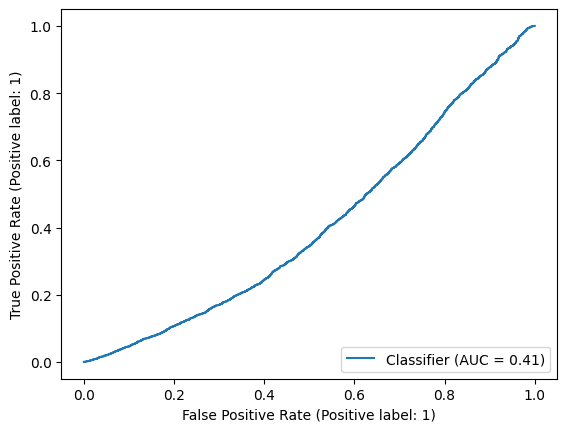 1.0
0.8
0.6
0.4
0.2
0.0
True Positive Rate (Positive label: 1)
Classifier (AUC = 0.41)
0.0 0.2 0.4 0.6 0.8 1.0
False Positive Rate (Positive label: 1)